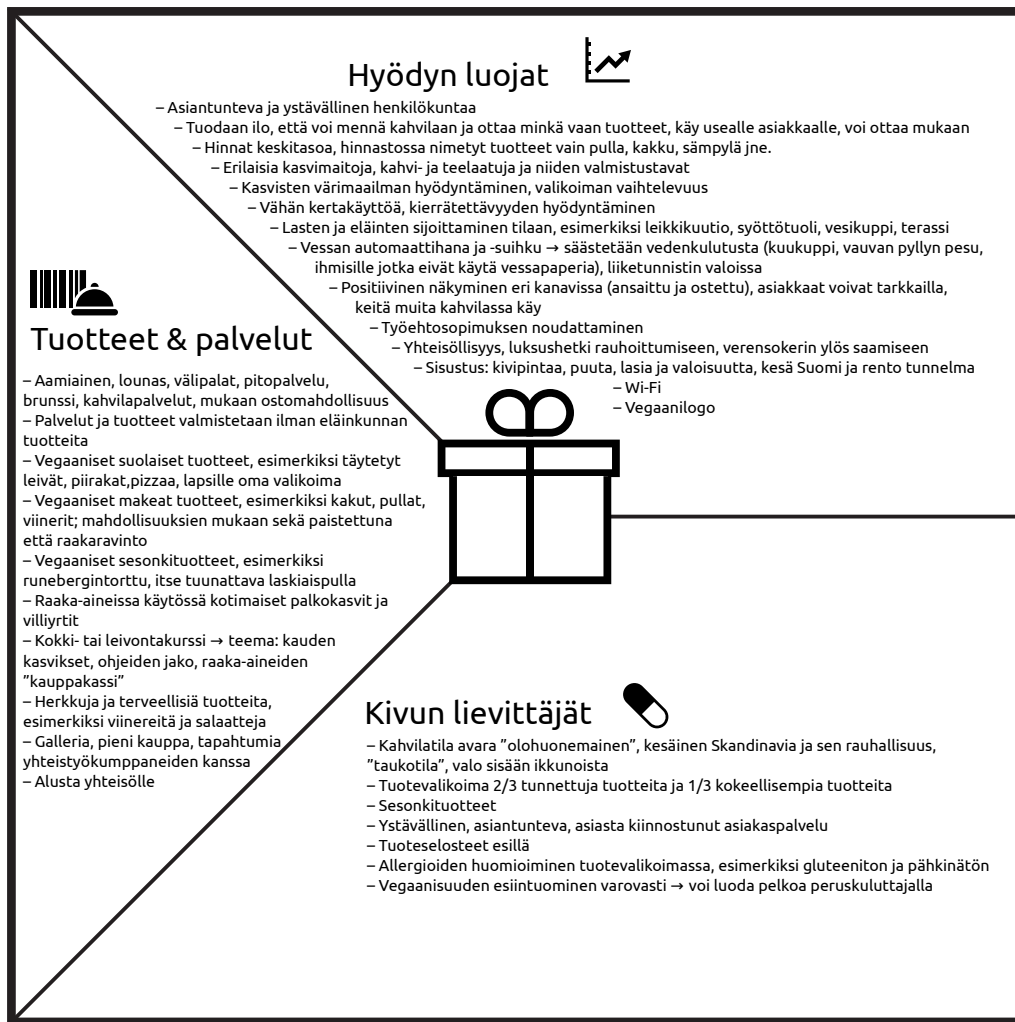 Hyödyn luojat
– Asiantunteva ja ystävällinen henkilökuntaa
– Tuodaan ilo, että voi mennä kahvilaan ja ottaa minkä vaan tuotteet, käy usealle asiakkaalle, voi ottaa mukaan
– Hinnat keskitasoa, hinnastossa nimetyt tuotteet vain pulla, kakku, sämpylä jne.
– Erilaisia kasvimaitoja, kahvi- ja teelaatuja ja niiden valmistustavat
– Kasvisten värimaailman hyödyntäminen, valikoiman vaihtelevuus
– Vähän kertakäyttöä, kierrätettävyyden hyödyntäminen
– Lasten ja eläinten sijoittaminen tilaan, esimerkiksi leikkikuutio, syöttötuoli, vesikuppi, terassi
– Vessan automaattihana ja -suihku → säästetään vedenkulutusta (kuukuppi, vauvan pyllyn pesu,
ihmisille jotka eivät käytä vessapaperia), liiketunnistin valoissa
– Positiivinen näkyminen eri kanavissa (ansaittu ja ostettu), asiakkaat voivat tarkkailla,
keitä muita kahvilassa käy
– Työehtosopimuksen noudattaminen
– Yhteisöllisyys, luksushetki rauhoittumiseen, verensokerin ylös saamiseen
– Sisustus: kivipintaa, puuta, lasia ja valoisuutta, kesä Suomi ja rento tunnelma
– Wi-Fi
– Vegaanilogo
Tuotteet & palvelut
– Aamiainen, lounas, välipalat, pitopalvelu,
brunssi, kahvilapalvelut, mukaan ostomahdollisuus
– Palvelut ja tuotteet valmistetaan ilman eläinkunnan
tuotteita
– Vegaaniset suolaiset tuotteet, esimerkiksi täytetyt
leivät, piirakat,pizzaa, lapsille oma valikoima
– Vegaaniset makeat tuotteet, esimerkiksi kakut, pullat,
viinerit; mahdollisuuksien mukaan sekä paistettuna
että raakaravinto
– Vegaaniset sesonkituotteet, esimerkiksi
runebergintorttu, itse tuunattava laskiaispulla
– Raaka-aineissa käytössä kotimaiset palkokasvit ja
villiyrtit
– Kokki- tai leivontakurssi → teema: kauden
kasvikset, ohjeiden jako, raaka-aineiden
”kauppakassi”
– Herkkuja ja terveellisiä tuotteita,
esimerkiksi viinereitä ja salaatteja
– Galleria, pieni kauppa, tapahtumia
yhteistyökumppaneiden kanssa
– Alusta yhteisölle
Kivun lievittäjät
– Kahvilatila avara ”olohuonemainen”, kesäinen Skandinavia ja sen rauhallisuus,
”taukotila”, valo sisään ikkunoista
– Tuotevalikoima 2/3 tunnettuja tuotteita ja 1/3 kokeellisempia tuotteita
– Sesonkituotteet
– Ystävällinen, asiantunteva, asiasta kiinnostunut asiakaspalvelu
– Tuoteselosteet esillä
– Allergioiden huomioiminen tuotevalikoimassa, esimerkiksi gluteeniton ja pähkinätön
– Vegaanisuuden esiintuominen varovasti → voi luoda pelkoa peruskuluttajalla